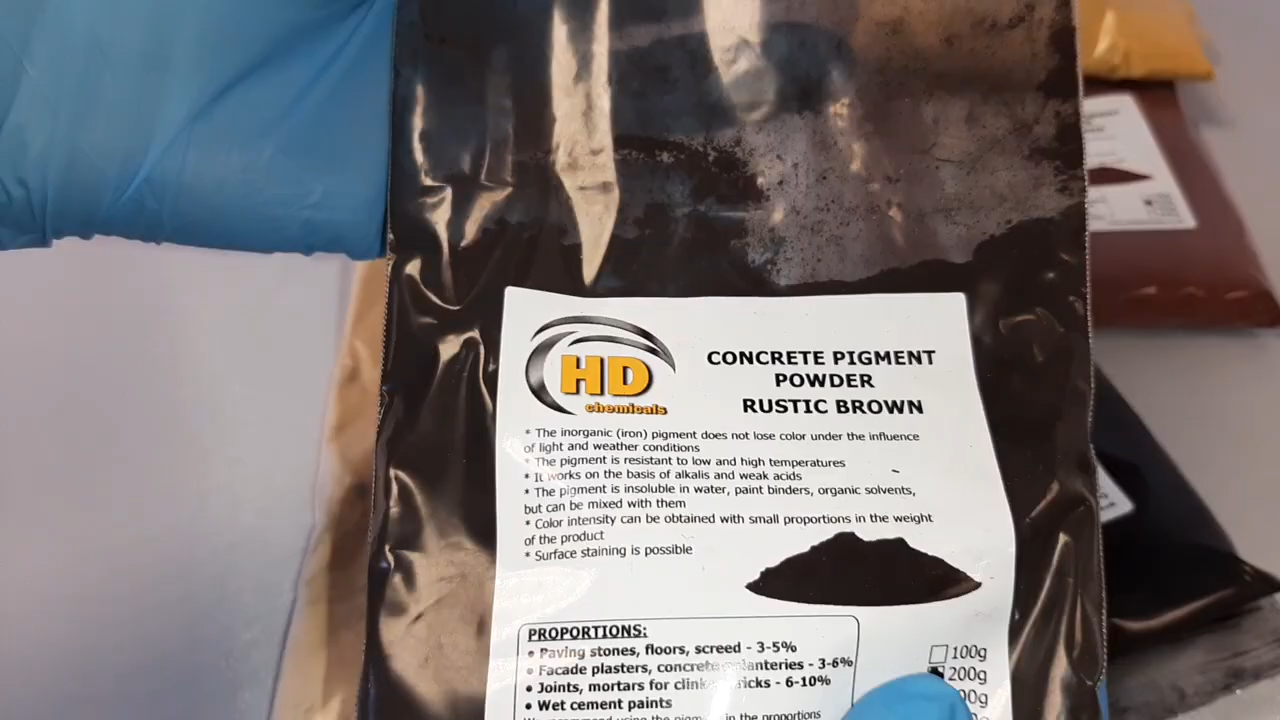 HD
chemicals
CONCRETE PIGMENT
POWDER
RUSTIC BROWN
* The inorganic (iron) pigment does not lose color under the influence
of light and weather conditions
* The pigment is resistant to low and high temperatures
* It works on the basis of alkalis and weak acids
* The pigment is insoluble in water, paint binders, organic solvents,
but can be mixed with them
* Color intensity can be obtained with small proportions in the weight
of the product
* Surface staining is possible
PROPORTIONS:
• Paving stones, floors, screed - 3-5%
• Facade plasters, concrete - 3-6%
• Joints, mortars for - 6-10%
• Wet cement paints
using the in the proportions
100g
200g